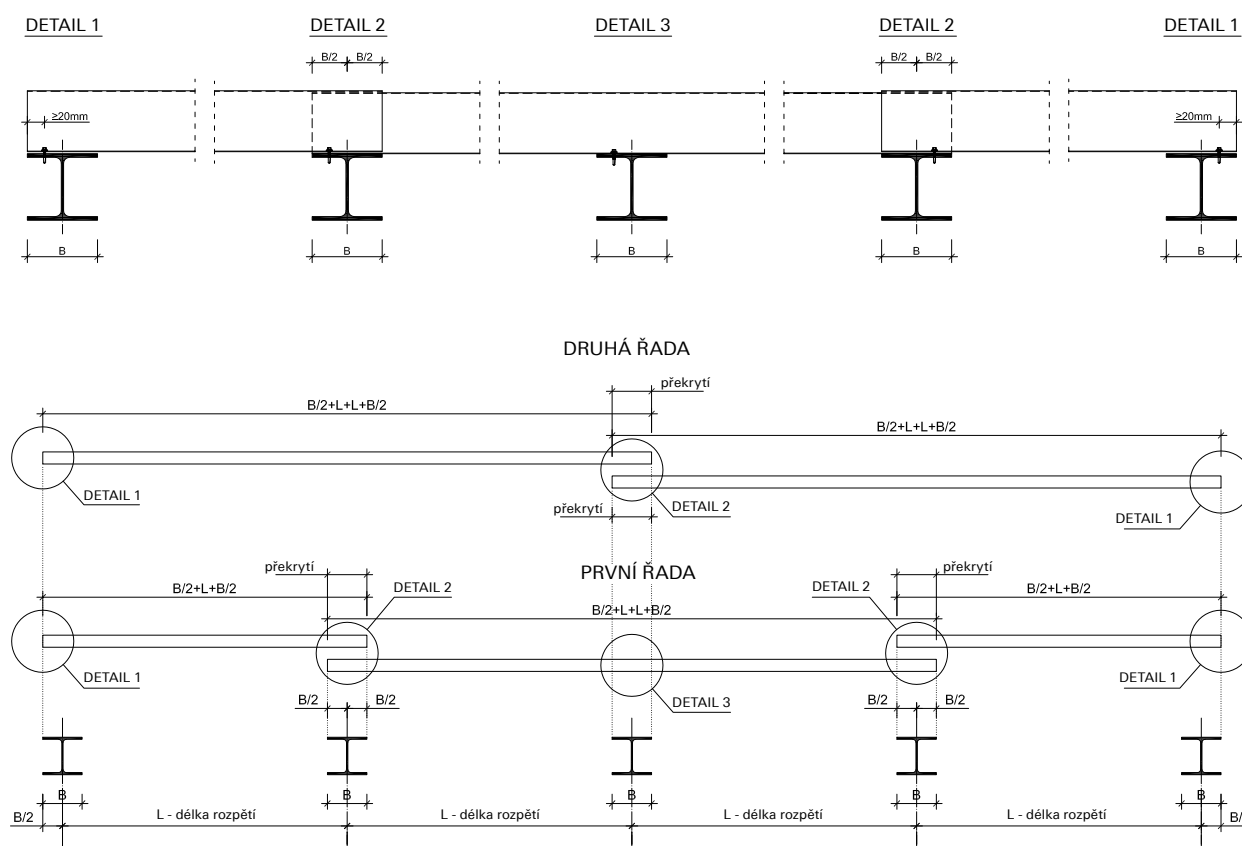 DETAIL 1 DETAIL 2 DETAIL 3 DETAIL 2 DETAIL 1
B/2 B/2 B/2 B/2
≥20mm ≥20mm
B B B B B
DRUHÁ ŘADA
překrytí
B/2+L+L+B/2
B/2+L+L+B/2
DETAIL 1
DETAIL 2
překrytí
DETAIL 1
překrytí PRVNÍ ŘADA překrytí
B/2+L+B/2 DETAIL 2 DETAIL 2 B/2+L+B/2
B/2+L+L+B/2
DETAIL 1 DETAIL 1
B/2 B/2 DETAIL 3 B/2 B/2
B B B B B
B/2 L - délka rozpětí L - délka rozpětí L - délka rozpětí L - délka rozpětí B/